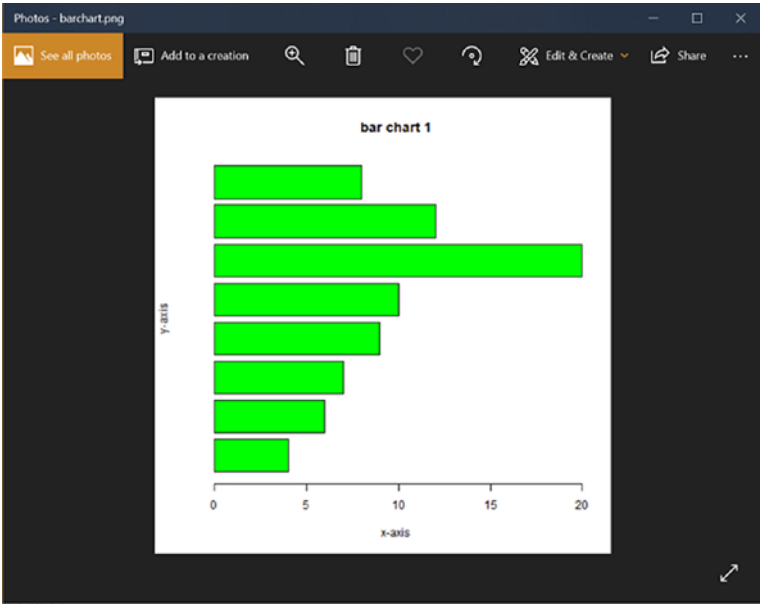 Photos - barchart.png
See all photos Add to a creation Edit & Create Share
bar chart 1
y-axis
0 5 10 15 20
x-axis